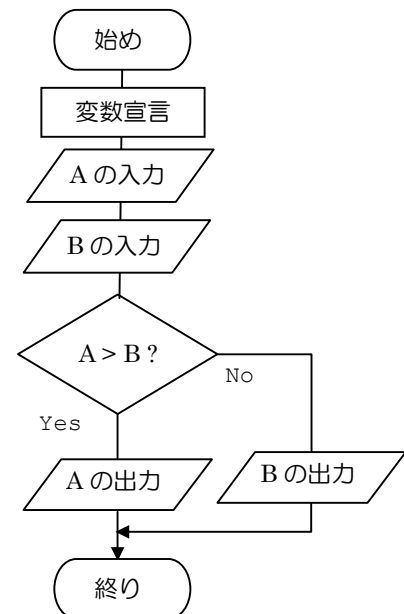 始め
変数宣言
A の入力
B の入力
A > B ?
No
Yes
A の出力
B の出力
終り